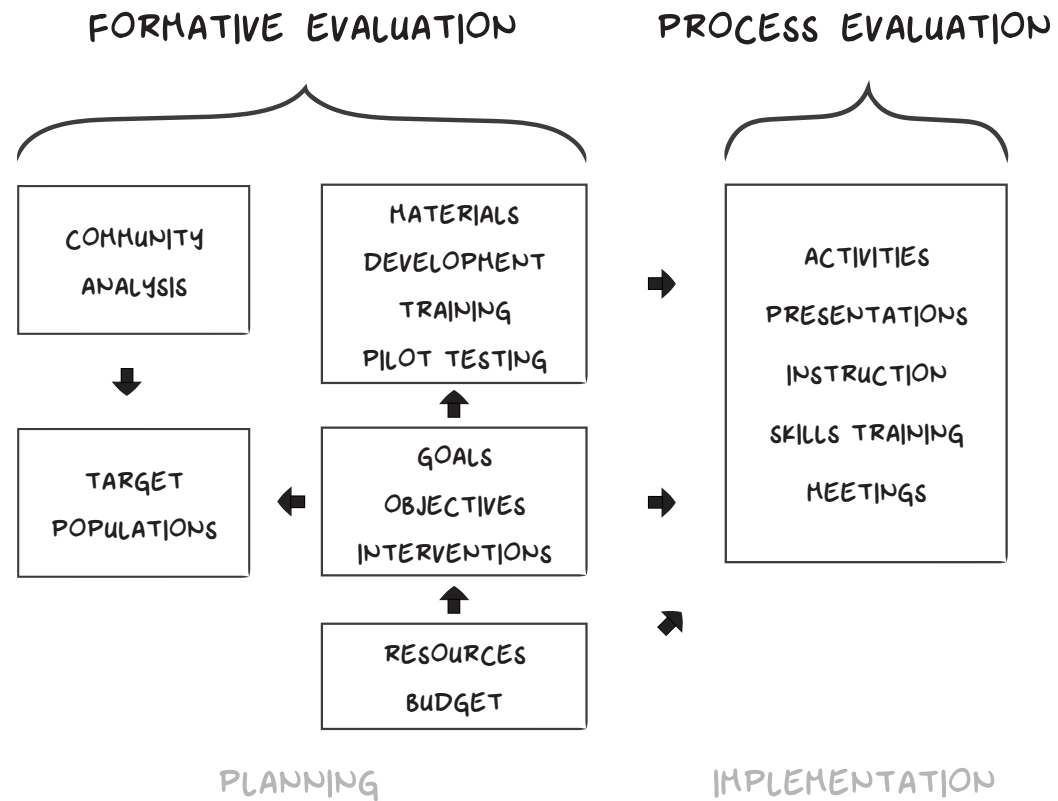 FORMATIVE EVALUATION
PROCESS EVALUATION
COMMUNITY
ANALYSIS
TARGET
POPULATIONS
MATERIALS
DEVELOPMENT
TRAINING
PILOT TESTING
GOALS
OBJECTIVES
INTERVENTIONS
RESOURCES
BUDGET
ACTIVITIES
PRESENTATIONS
INSTRUCTION
SKILLS TRAINING
MEETINGS
PLANNING
IMPLEMENTATION